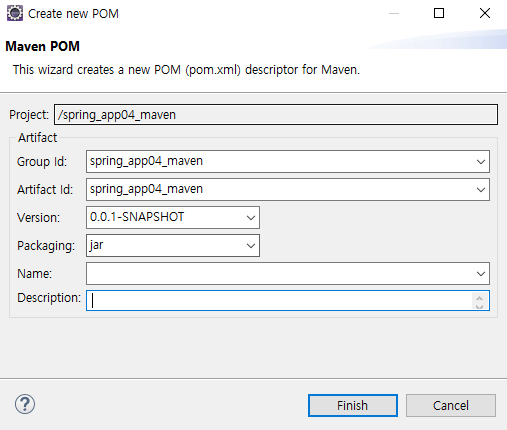 Create new POM
Maven POM
This wizard creates a new POM (pom.xml) descriptor for Maven.
Project: /spring_app04_maven
Artifact
Group Id: spring_app04_maven
Artifact Id: spring_app04_maven
Version: 0.0.1-SNAPSHOT
Packaging: jar
Name:
Description:
? Finish Cancel